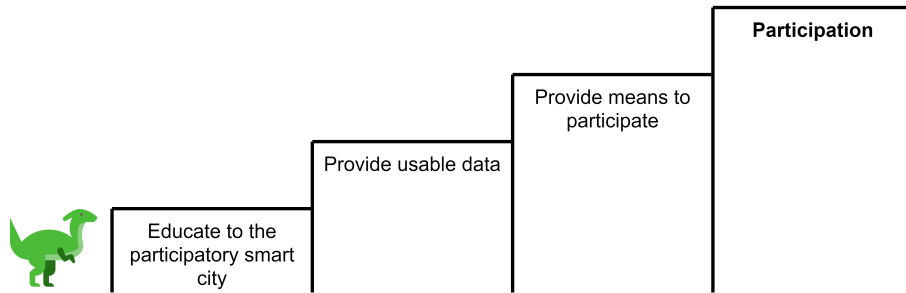 Educate to the
participatory smart
city
Provide usable data
Provide means to
participate
Participation